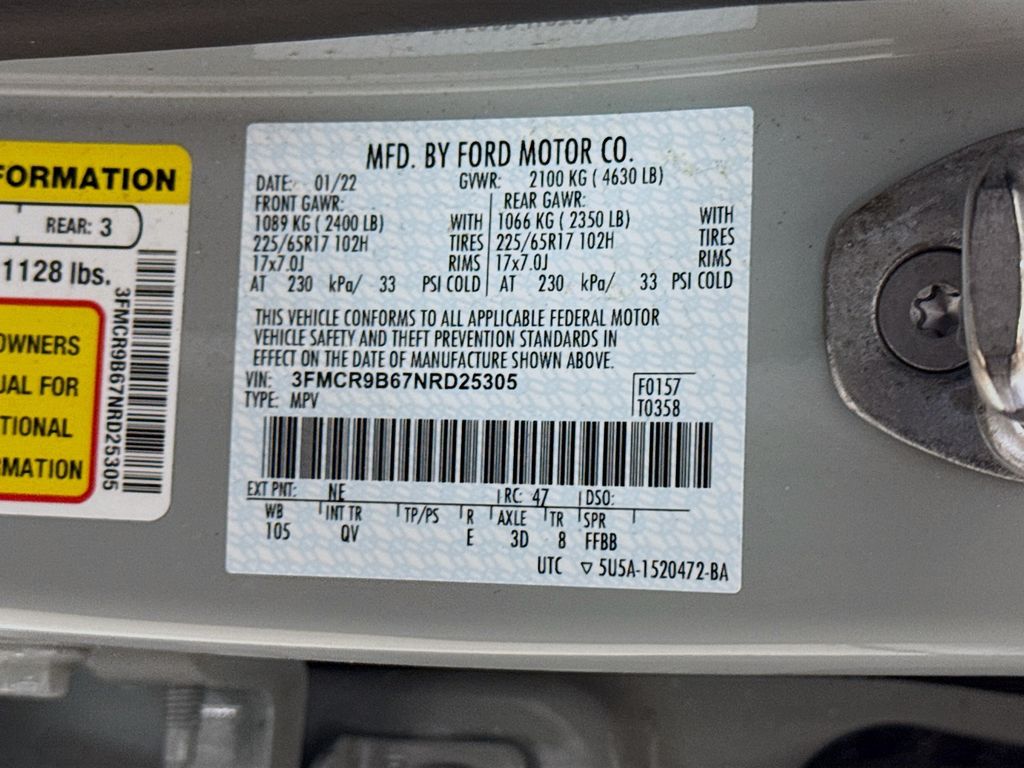 FORMATION
REAR: 3
1128 lbs.
OWNERS
UAL FOR
TIONAL
RMATION
3FMCR9B67NRD25305
MFD. BY FORD MOTOR CO.
DATE: 01/22 GVWR: 2100 KG ( 4630 LB)
FRONT GAWR: REAR GAWR:
1089 KG ( 2400 LB) WITH 1066 KG ( 2350 LB) WITH
225/65R17 102H TIRES 225/65R17 102H TIRES
17x7.0J RIMS 17x7.0J RIMS
AT 230 kPa/ 33 PSI COLD AT 230 kPa/ 33 PSI COLD
THIS VEHICLE CONFORMS TO ALL APPLICABLE FEDERAL MOTOR
VEHICLE SAFETY AND THEFT PREVENTION STANDARDS IN
EFFECT ON THE DATE OF MANUFACTURE SHOWN ABOVE.
VIN: 3FMCR9B67NRD25305 F0157
TYPE: MPV T0358
EXT PNT: NE RC: 47 DSO:
WB INT TR TP/PS R AXLE TR SPR
105 QV E 3D 8 FFBB
UTC ▽ 5U5A-1520472-BA